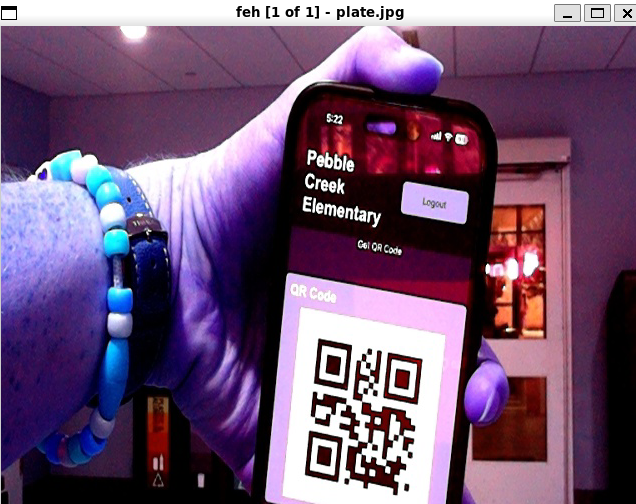 feh [1 of 1] - plate.jpg
5:22
Pebble
Creek
Elementary
Logout
Get QR Code
QR Code